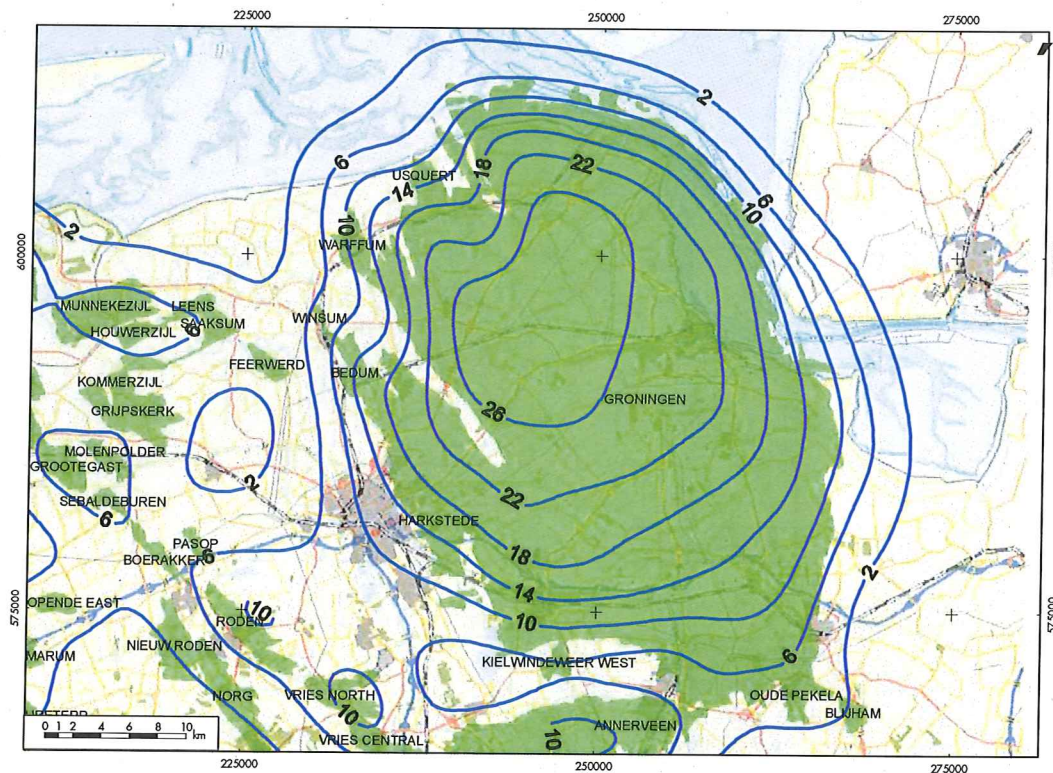 225000
250000
275000
2
6
USQUERT
18
22
14
6
10
10
2
WARFFUM
600000
MUNNEKEZIJL
LEENS
SAAKSUM
HOUWERZIJL
6
WINSUM
FEERWERD
BEDUM
KOMMERZIJL
GRIJPSKERK
GRONINGEN
26
MOLENPOLDER
GROOTEGAST
2
SEBALDEBUREN
6
22
HARKSTEDE
PASOP
BOERAKKER
6
18
2
14
OPENDE EAST
10
RODEN
10
575000
575000
NIEUW RODEN
MARUM
KIELWINDEWEER WEST
6
NORG
VRIES NORTH
10
OUDE PEKELA
BLIJHAM
ANNERVEEN
10
VRIES CENTRAL
0 1 2 4 6 8 10
km
225000
250000
275000